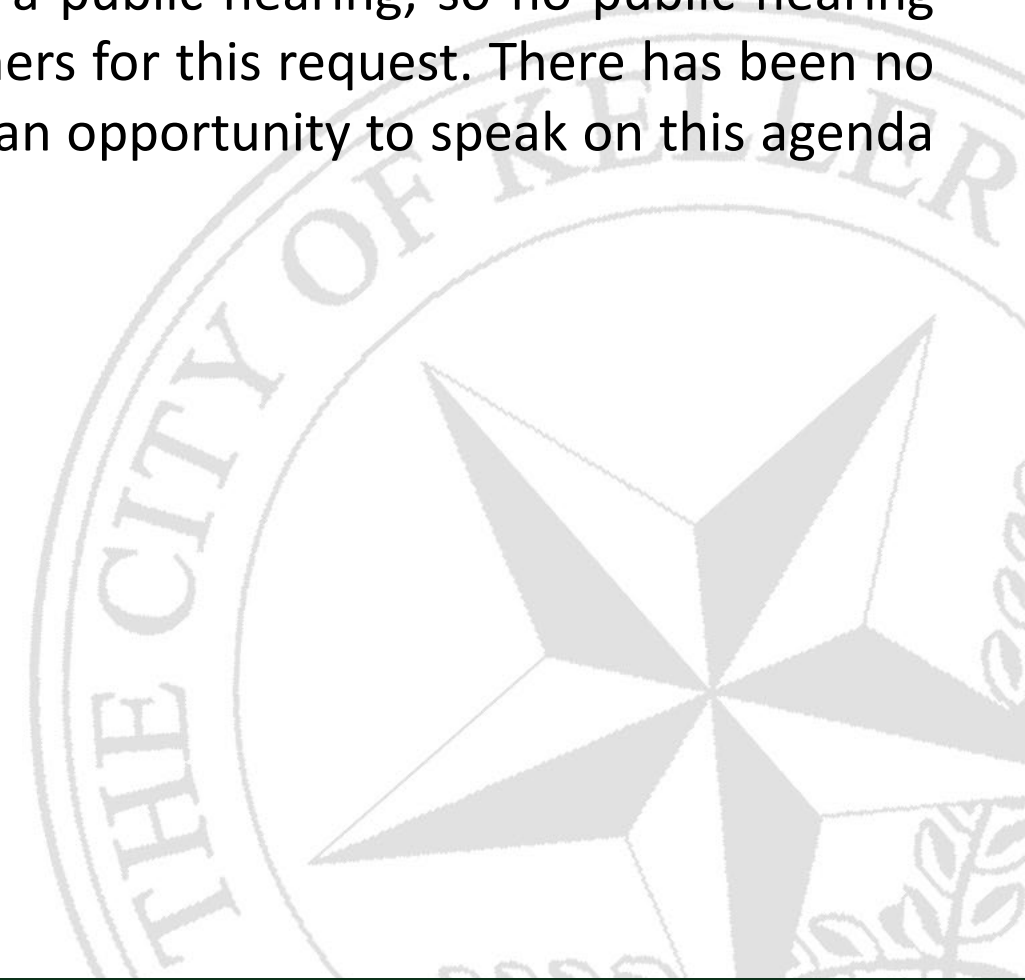 a public hearing, so no public hearing
ers for this request. There has been no
an opportunity to speak on this agenda
THE CITY OF KELLER